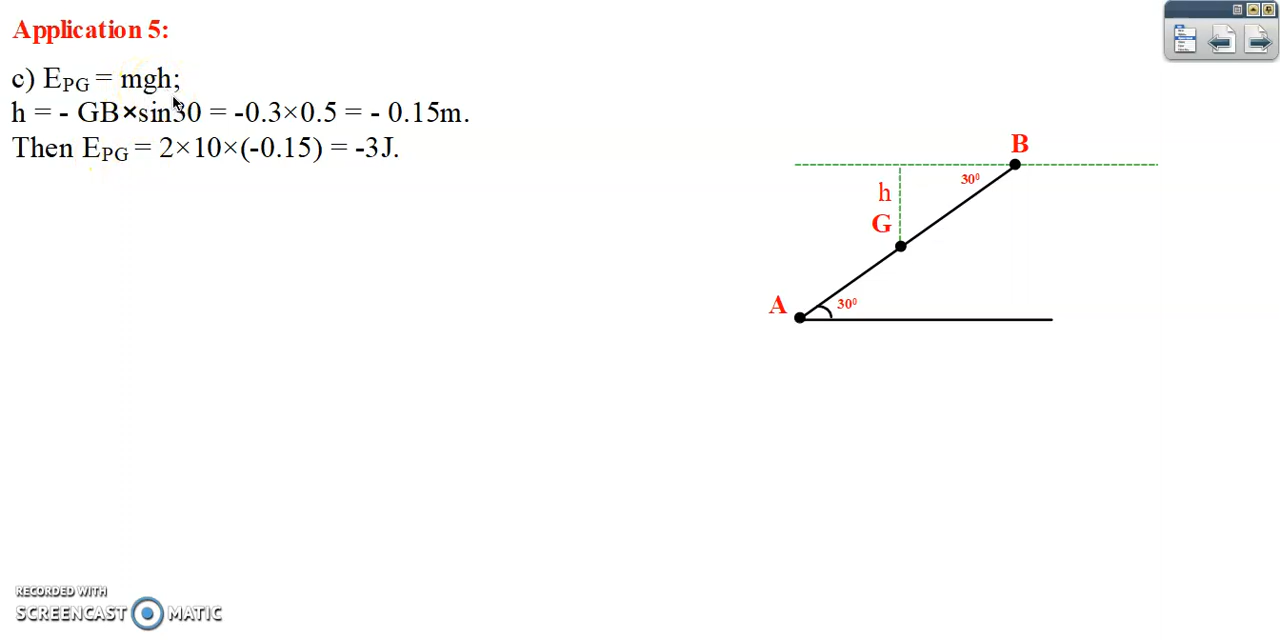 Application 5:
c) EPG = mgh;
h = - GB×sin30 = -0.3×0.5 = - 0.15m.
Then EPG = 2×10×(-0.15) = -3J.
B
30⁰
h
G
A
30⁰
RECORDED WITH
SCREENCAST MATIC